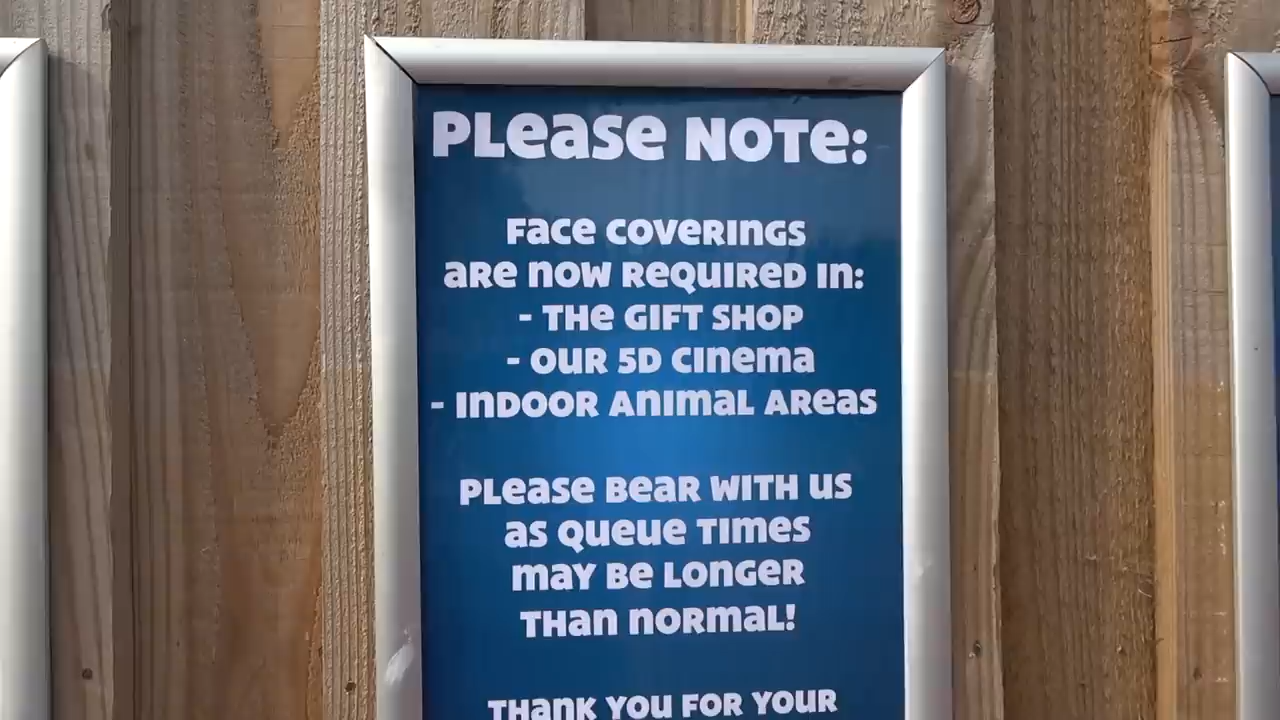 PLease NOTe:
Face coverings
are now required in:
- The GIFT SHOP
- Our 5D cinema
- Indoor animal areas
Please bear with us
as queue times
may be longer
than normal!
Thank you for your